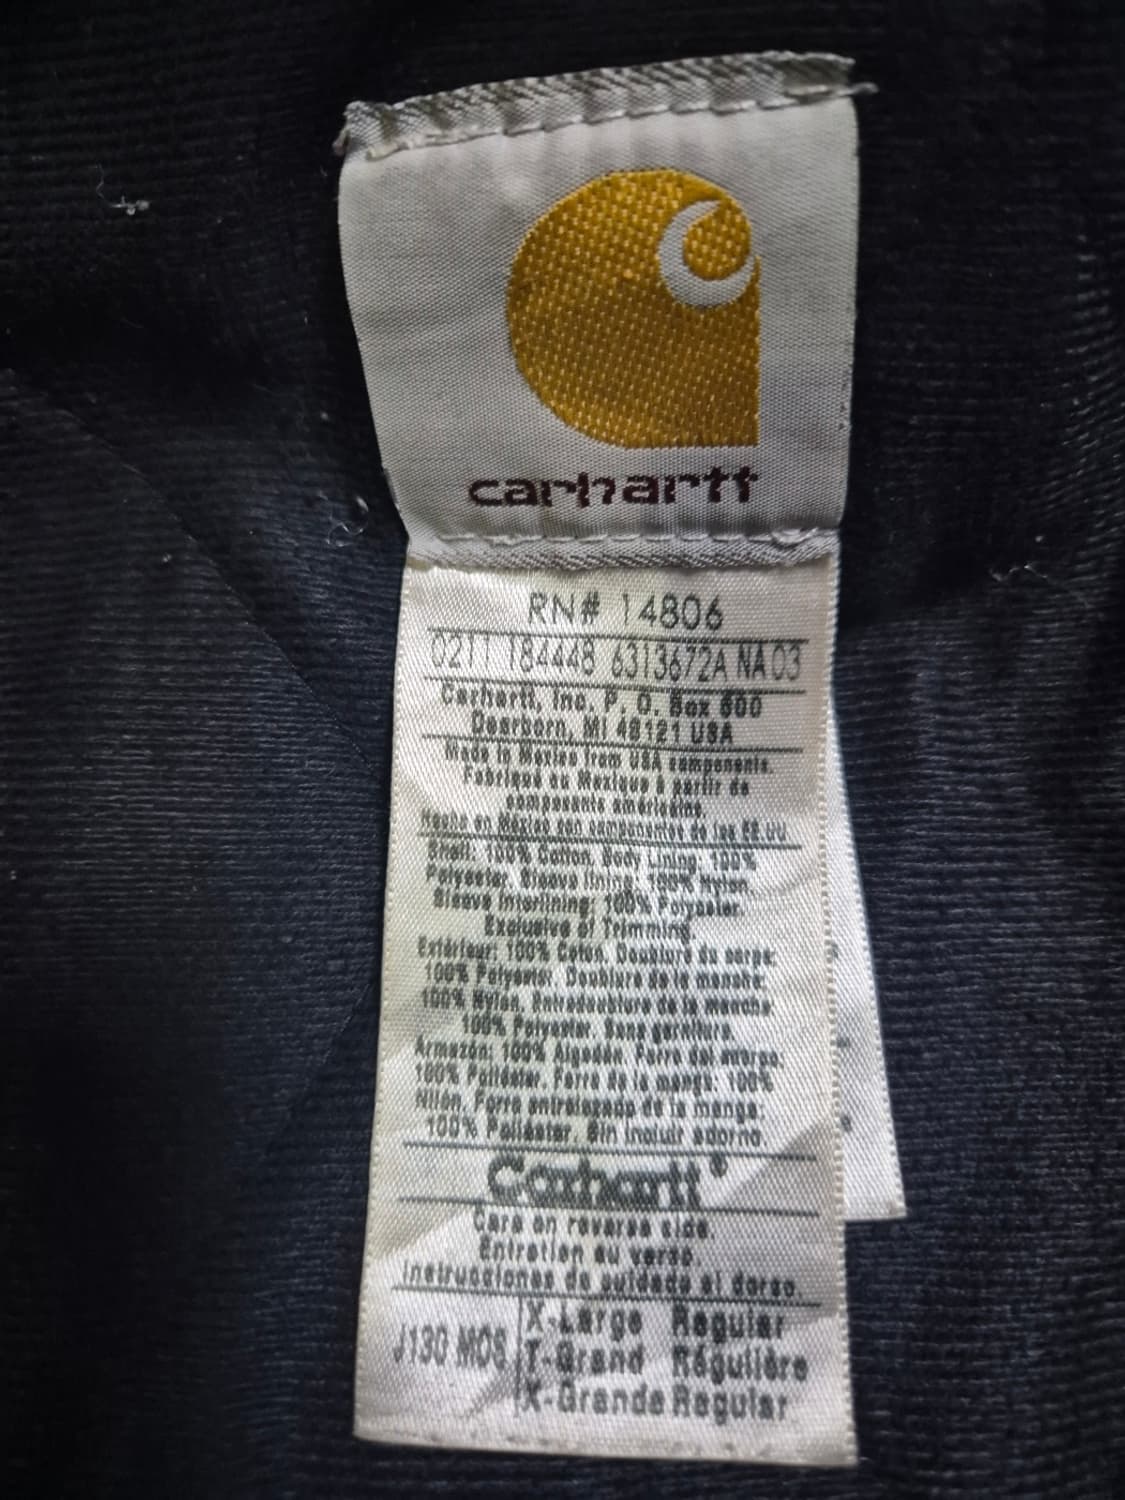 carhartt
RN# 14806
0211 184448 6313672A NA 03
Carhartt, Inc. P. O. Box 600
Dearborn, MI 48121 USA
Made in Mexico from USA components.
Fabriqué au Mexique à partir de
composants américains.
Hecho en México con componentes de los EE.UU.
Shell: 100% Cotton. Body Lining: 100%
Polyester. Sleeve lining: 100% Nylon.
Sleeve Interlining: 100% Polyester.
Exclusive of Trimming
Extérieur: 100% Coton. Doublure du corps:
100% Polyester. Doublure de la manche:
100% Nylon. Entredoublure de la manche:
100% Polyester. Sans garniture.
Armazón: 100% Algodón. Forro del cuerpo:
100% Poliéster. Forro de la manga: 100%
Nilón. Forro entrelazado de la manga:
100% Poliéster. Sin incluir adorno.
Carhartt®
Care on reverse side.
Entretien au verso.
Instrucciones de cuidado al dorso.
J130 MOS
X-Large Regular
T-Grand Régulière
X-Grande Regular